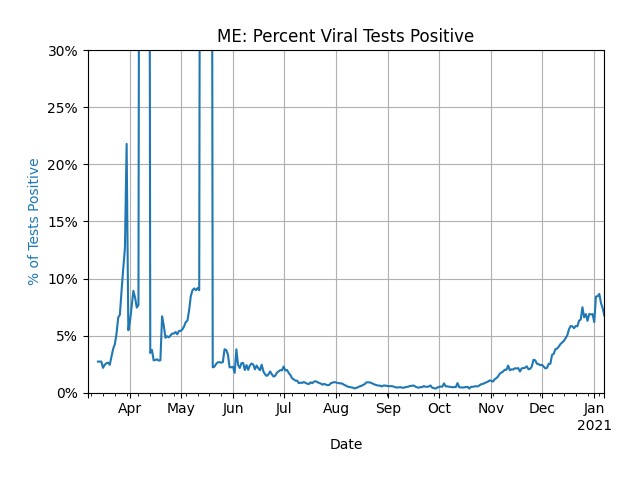 ME: Percent Viral Tests Positive
30%
25%
20%
15%
10%
5%
0%
% of Tests Positive
Apr May Jun Jul Aug Sep Oct Nov Dec Jan
2021
Date